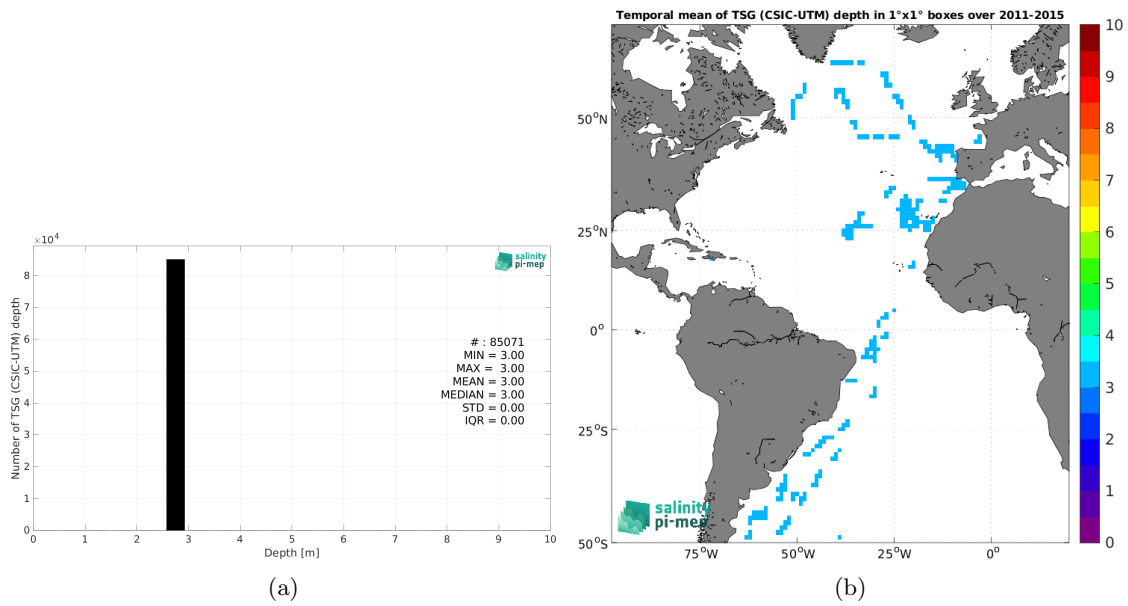 ×10⁴
8
7
6
5
4
3
2
1
0
Number of TSG (CSIC-UTM) depth
salinity
pi-mep
# : 85071
MIN = 3.00
MAX = 3.00
MEAN = 3.00
MEDIAN = 3.00
STD = 0.00
IQR = 0.00
0 1 2 3 4 5 6 7 8 9 10
Depth [m]
(a)
Temporal mean of TSG (CSIC-UTM) depth in 1°x1° boxes over 2011-2015
50°N
25°N
0°
25°S
50°S
75°W 50°W 25°W 0°
salinity
pi-mep
10
9
8
7
6
5
4
3
2
1
0
(b)